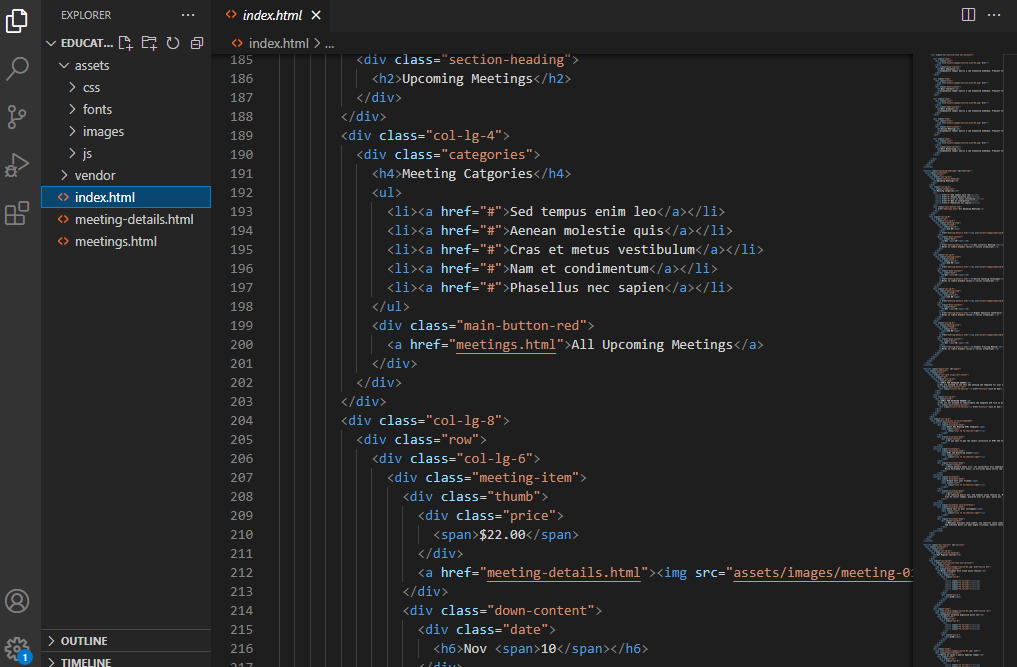 EXPLORER
index.html
EDUCAT...
index.html > ...
assets
css
fonts
images
js
vendor
index.html
meeting-details.html
meetings.html
OUTLINE
TIMELINE
1
185 <div class="section-heading">
186 <h2>Upcoming Meetings</h2>
187 </div>
188 </div>
189 <div class="col-lg-4">
190 <div class="categories">
191 <h4>Meeting Catgories</h4>
192 <ul>
193 <li><a href="#">Sed tempus enim leo</a></li>
194 <li><a href="#">Aenean molestie quis</a></li>
195 <li><a href="#">Cras et metus vestibulum</a></li>
196 <li><a href="#">Nam et condimentum</a></li>
197 <li><a href="#">Phasellus nec sapien</a></li>
198 </ul>
199 <div class="main-button-red">
200 <a href="meetings.html">All Upcoming Meetings</a>
201 </div>
202 </div>
203 </div>
204 <div class="col-lg-8">
205 <div class="row">
206 <div class="col-lg-6">
207 <div class="meeting-item">
208 <div class="thumb">
209 <div class="price">
210 <span>$22.00</span>
211 </div>
212 <a href="meeting-details.html"><img src="assets/images/meeting-01
213 </div>
214 <div class="down-content">
215 <div class="date">
216 <h6>Nov <span>10</span></h6>
217 </div>